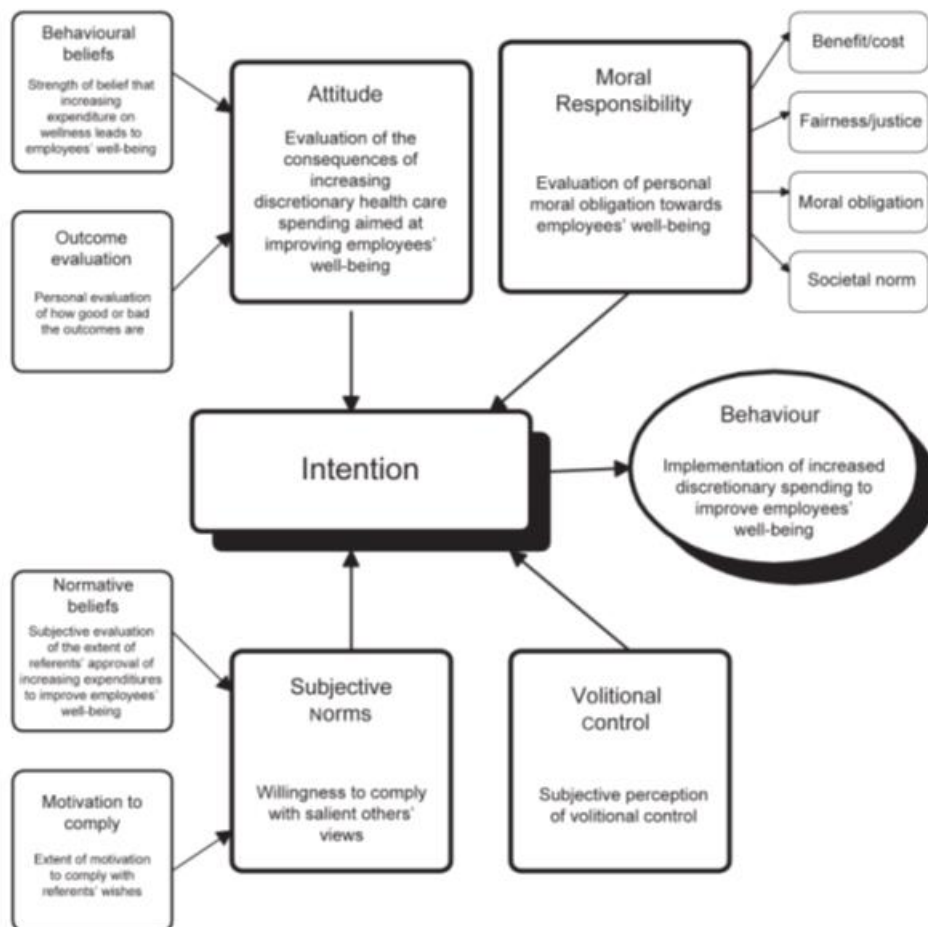 Behavioural
beliefs
Strength of belief that
increasing
expenditure on
wellness leads to
employees' well-being
Attitude
Evaluation of the
consequences of
increasing
discretionary health care
spending aimed at
improving employees'
well-being
Moral
Responsibility
Evaluation of personal
moral obligation towards
employees' well-being
Benefit/cost
Fairness/justice
Moral obligation
Societal norm
Outcome
evaluation
Personal evaluation
of how good or bad
the outcomes are
Intention
Behaviour
Implementation of increased
discretionary spending to
improve employees'
well-being
Normative
beliefs
Subjective evaluation
of the extent of
referents' approval of
increasing expenditures
to improve employees'
well-being
Subjective
Norms
Willingness to comply
with salient others'
views
Volitional
control
Subjective perception
of volitional control
Motivation to
comply
Extent of motivation
to comply with
referents' wishes